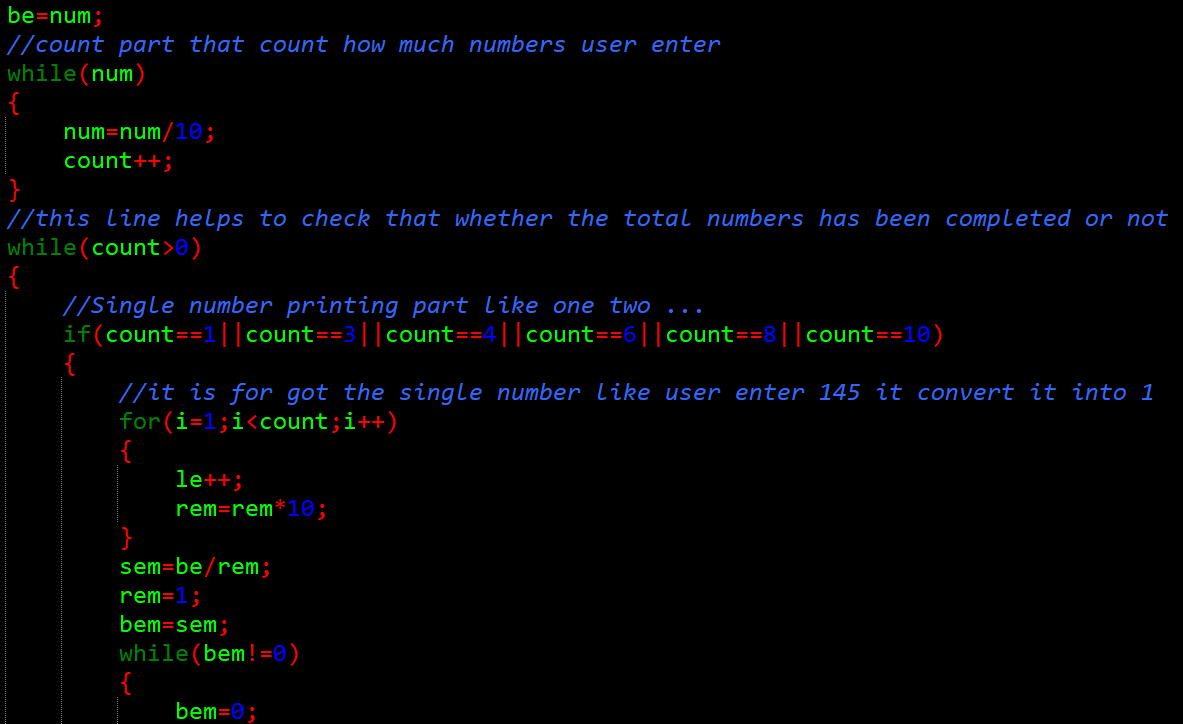 be=num;
//count part that count how much numbers user enter
while(num)
{
num=num/10;
count++;
}
//this line helps to check that whether the total numbers has been completed or not
while(count>0)
{
//Single number printing part like one two ...
if(count==1||count==3||count==4||count==6||count==8||count==10)
{
//it is for got the single number like user enter 145 it convert it into 1
for(i=1;i<count;i++)
{
le++;
rem=rem*10;
}
sem=be/rem;
rem=1;
bem=sem;
while(bem!=0)
{
bem=0;